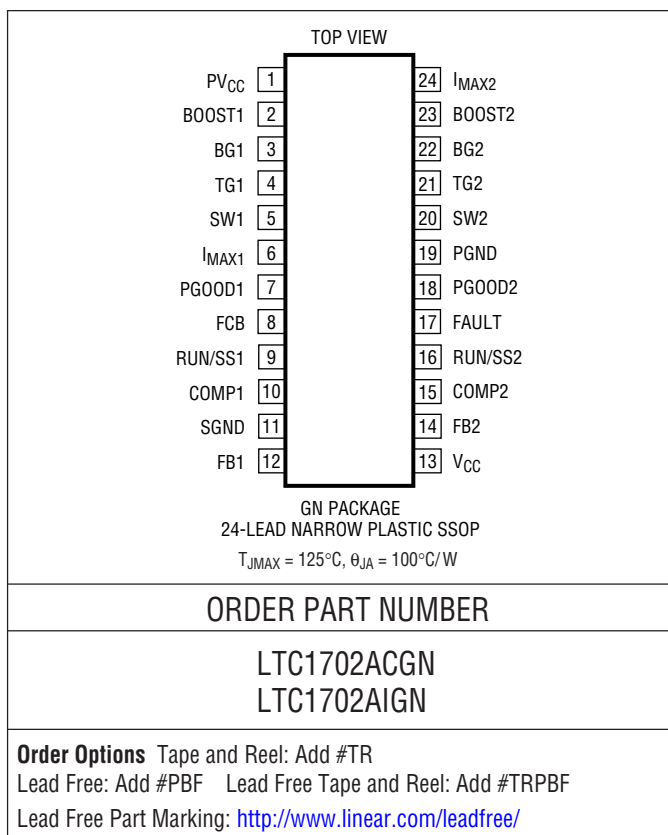 TOP VIEW
PVCC 1 24 IMAX2
BOOST1 2 23 BOOST2
BG1 3 22 BG2
TG1 4 21 TG2
SW1 5 20 SW2
IMAX1 6 19 PGND
PGOOD1 7 18 PGOOD2
FCB 8 17 FAULT
RUN/SS1 9 16 RUN/SS2
COMP1 10 15 COMP2
SGND 11 14 FB2
FB1 12 13 VCC
GN PACKAGE
24-LEAD NARROW PLASTIC SSOP
TJMAX = 125°C, θJA = 100°C/W
ORDER PART NUMBER
LTC1702ACGN
LTC1702AIGN
Order Options Tape and Reel: Add #TR
Lead Free: Add #PBF Lead Free Tape and Reel: Add #TRPBF
Lead Free Part Marking: http://www.linear.com/leadfree/